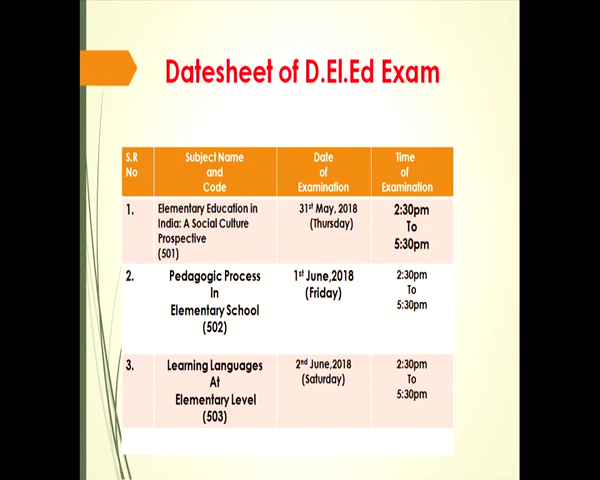 Datesheet of D.El.Ed Exam
S.R No
Subject Name and Code
Date of Examination
Time of Examination
1.
Elementary Education in
India: A Social Culture
Prospective
(501)
31st May, 2018
(Thursday)
2:30pm
To
5:30pm
2.
Pedagogic Process
In
Elementary School
(502)
1st June,2018
(Friday)
2:30pm
To
5:30pm
3.
Learning Languages
At
Elementary Level
(503)
2nd June,2018
(Saturday)
2:30pm
To
5:30pm